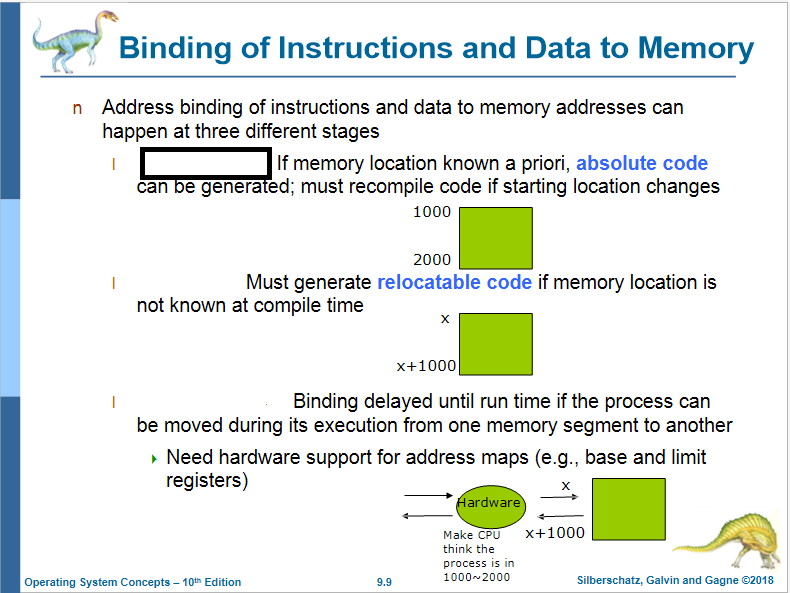 Binding of Instructions and Data to Memory
n Address binding of instructions and data to memory addresses can
happen at three different stages
l If memory location known a priori, absolute code
can be generated; must recompile code if starting location changes
1000
2000
l Must generate relocatable code if memory location is
not known at compile time
x
x+1000
l Binding delayed until run time if the process can
be moved during its execution from one memory segment to another
Need hardware support for address maps (e.g., base and limit
registers)
x
Hardware
x+1000
Make CPU
think the
process is in
1000~2000
Operating System Concepts – 10th Edition
9.9
Silberschatz, Galvin and Gagne ©2018